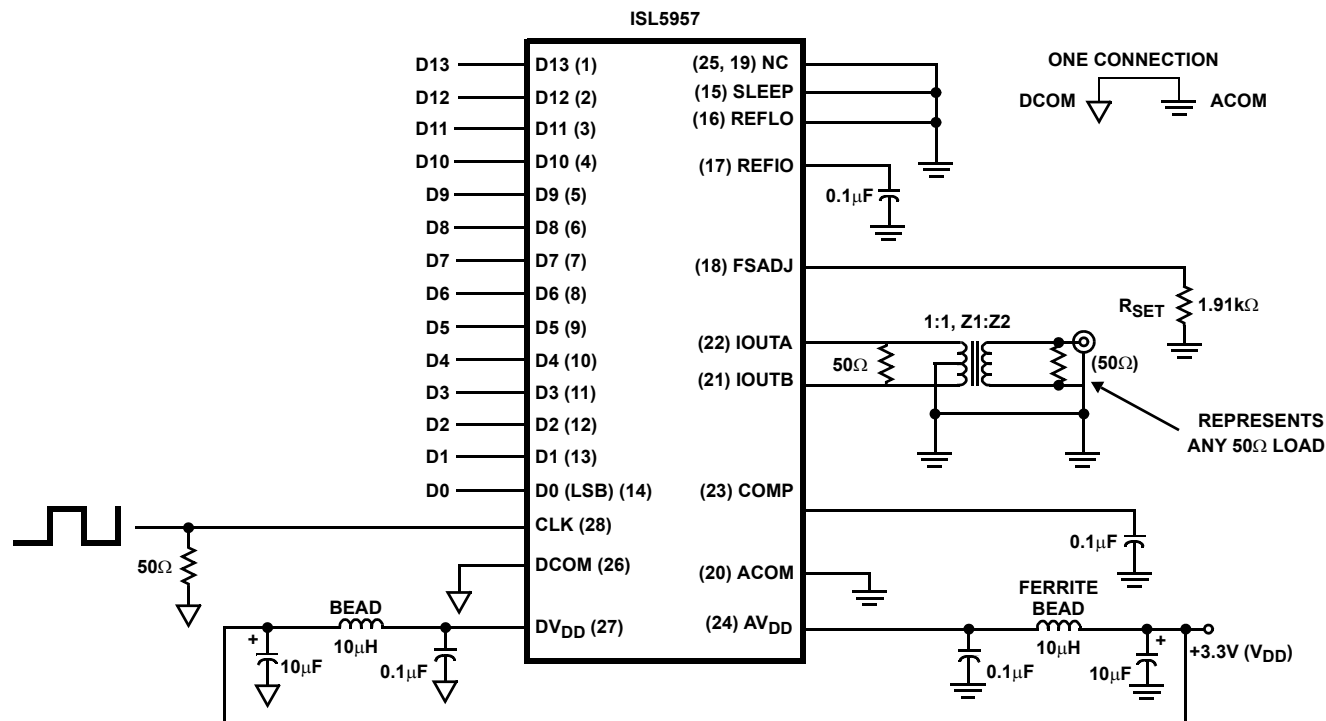 ISL5957
D13 D13 (1) (25, 19) NC
D12 D12 (2) (15) SLEEP
D11 D11 (3) (16) REFLO
D10 D10 (4) (17) REFIO
0.1µF
D9 D9 (5)
D8 D8 (6)
D7 D7 (7) (18) FSADJ
D6 D6 (8)
RSET 1.91kΩ
D5 D5 (9) (22) IOUTA
1:1, Z1:Z2
D4 D4 (10)
50Ω
(50Ω)
D3 D3 (11) (21) IOUTB
D2 D2 (12)
REPRESENTS
ANY 50Ω LOAD
D1 D1 (13)
D0 D0 (LSB) (14) (23) COMP
CLK (28)
50Ω
0.1µF
DCOM (26) (20) ACOM
BEAD
10µH
DVDD (27) (24) AVDD
+
10µF
0.1µF
FERRITE
BEAD
10µH
0.1µF
+
10µF
+3.3V (VDD)
ONE CONNECTION
DCOM ACOM